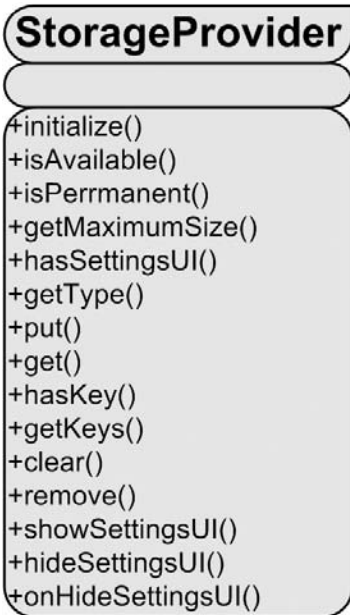 StorageProvider
+initialize()
+isAvailable()
+isPerrmanent()
+getMaximumSize()
+hasSettingsUI()
+getType()
+put()
+get()
+hasKey()
+getKeys()
+clear()
+remove()
+showSettingsUI()
+hideSettingsUI()
+onHideSettingsUI()